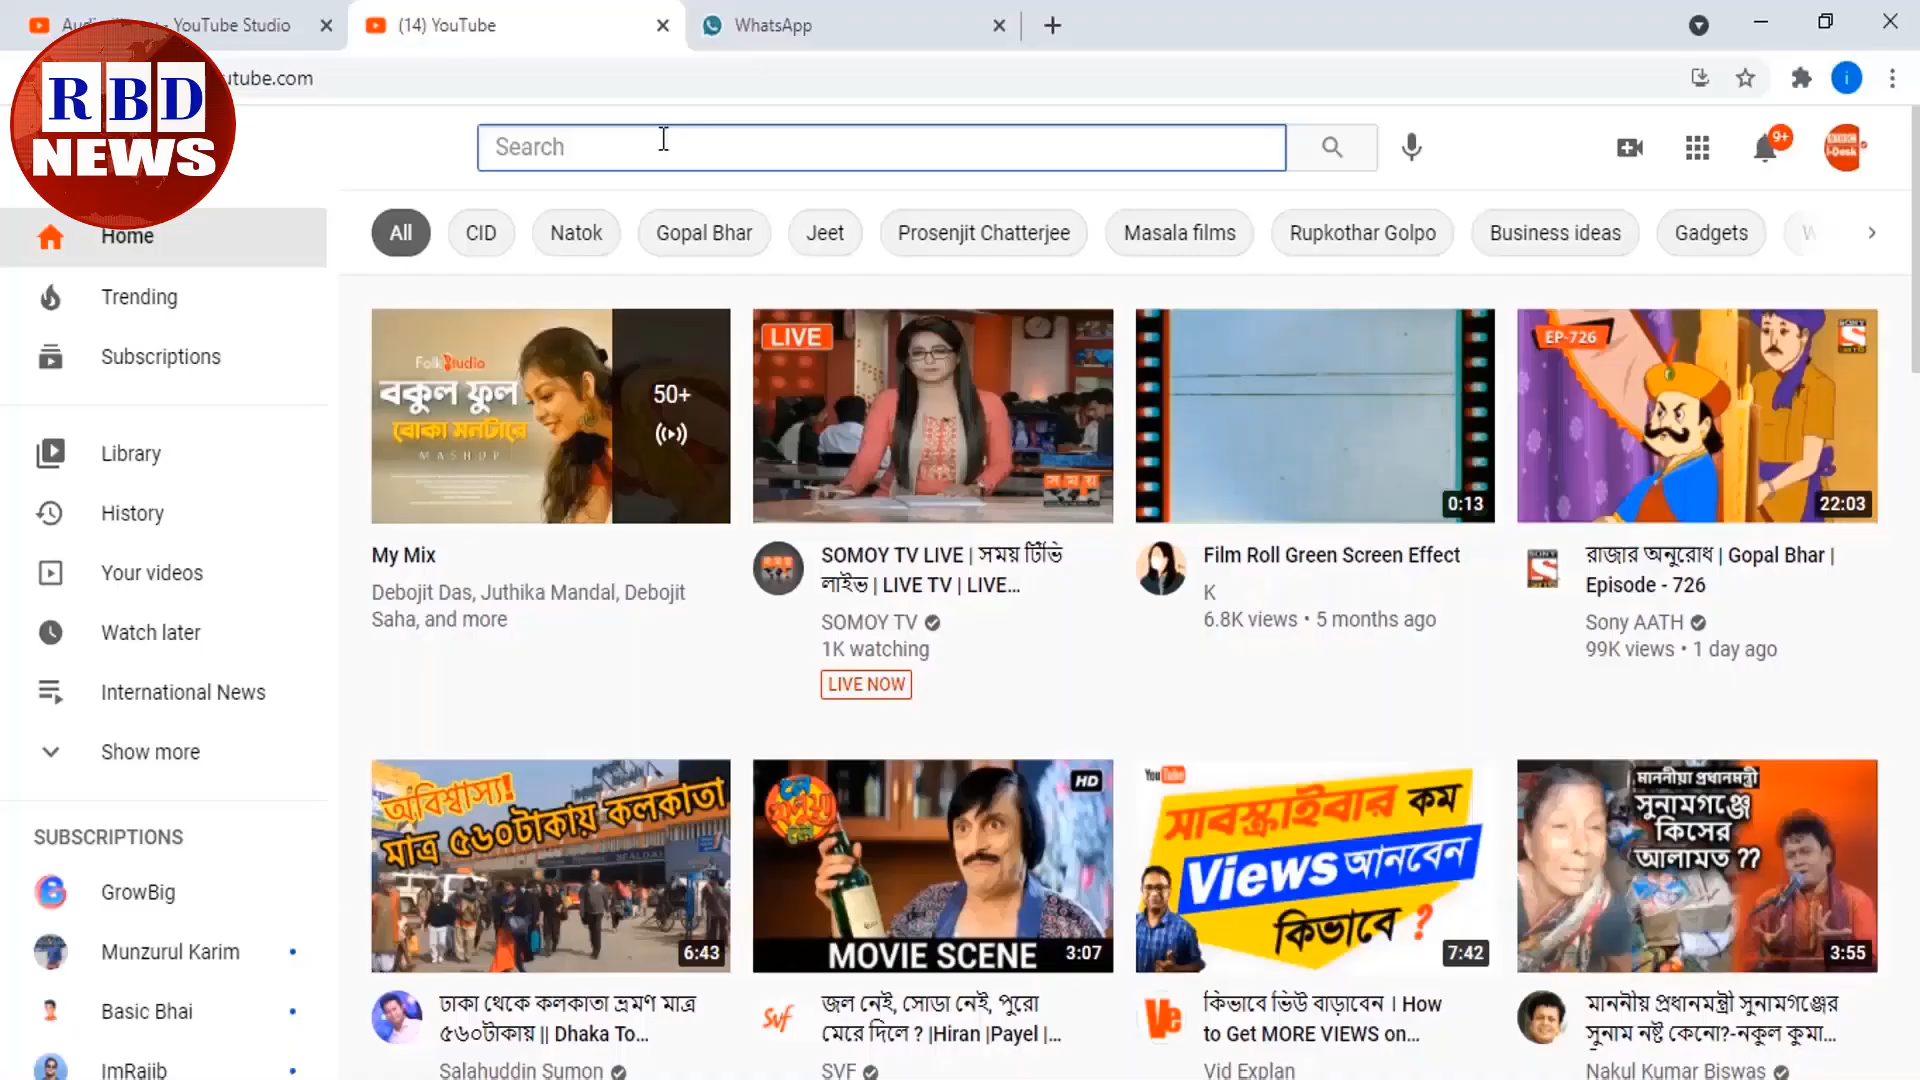 YouTube Studio
(14) YouTube
WhatsApp
utube.com
i
RBD
NEWS
Search
9+
Home
Trending
Subscriptions
Library
History
Your videos
Watch later
International News
Show more
SUBSCRIPTIONS
GrowBig
Munzurul Karim
Basic Bhai
ImRajib
All
CID
Natok
Gopal Bhar
Jeet
Prosenjit Chatterjee
Masala films
Rupkothar Golpo
Business ideas
Gadgets
Folk Studio
বকুল ফুল
বোকা মনটারে
MASHUP
50+
My Mix
Debojit Das, Juthika Mandal, Debojit
Saha, and more
LIVE
সময়
SOMOY TV LIVE | সময় টিভি
লাইভ | LIVE TV | LIVE...
SOMOY TV
1K watching
LIVE NOW
0:13
Film Roll Green Screen Effect
K
6.8K views • 5 months ago
EP-726
SONY
22:03
রাজার অনুরোধ | Gopal Bhar |
Episode - 726
Sony AATH
99K views • 1 day ago
অবিশ্বাস্য!
মাত্র ৫৬০টাকায় কলকাতা
6:43
ঢাকা থেকে কলকাতা ভ্রমণ মাত্র
৫৬০টাকায় || Dhaka To...
Salahuddin Sumon
HD
MOVIE SCENE
3:07
জল নেই, সোডা নেই, পুরো
মেরে দিলে ? |Hiran |Payel |...
SVF
YouTube
সাবস্ক্রাইবার কম
Views আনবেন
কিভাবে ?
7:42
কিভাবে ভিউ বাড়াবেন । How
to Get MORE VIEWS on...
Vid Explan
মাননীয়া প্রধানমন্ত্রী
সুনামগঞ্জে
কিসের
আলামত ??
3:55
মাননীয় প্রধানমন্ত্রী সুনামগঞ্জের
সুনাম নষ্ট কেনো?-নকুল কুমা...
Nakul Kumar Biswas